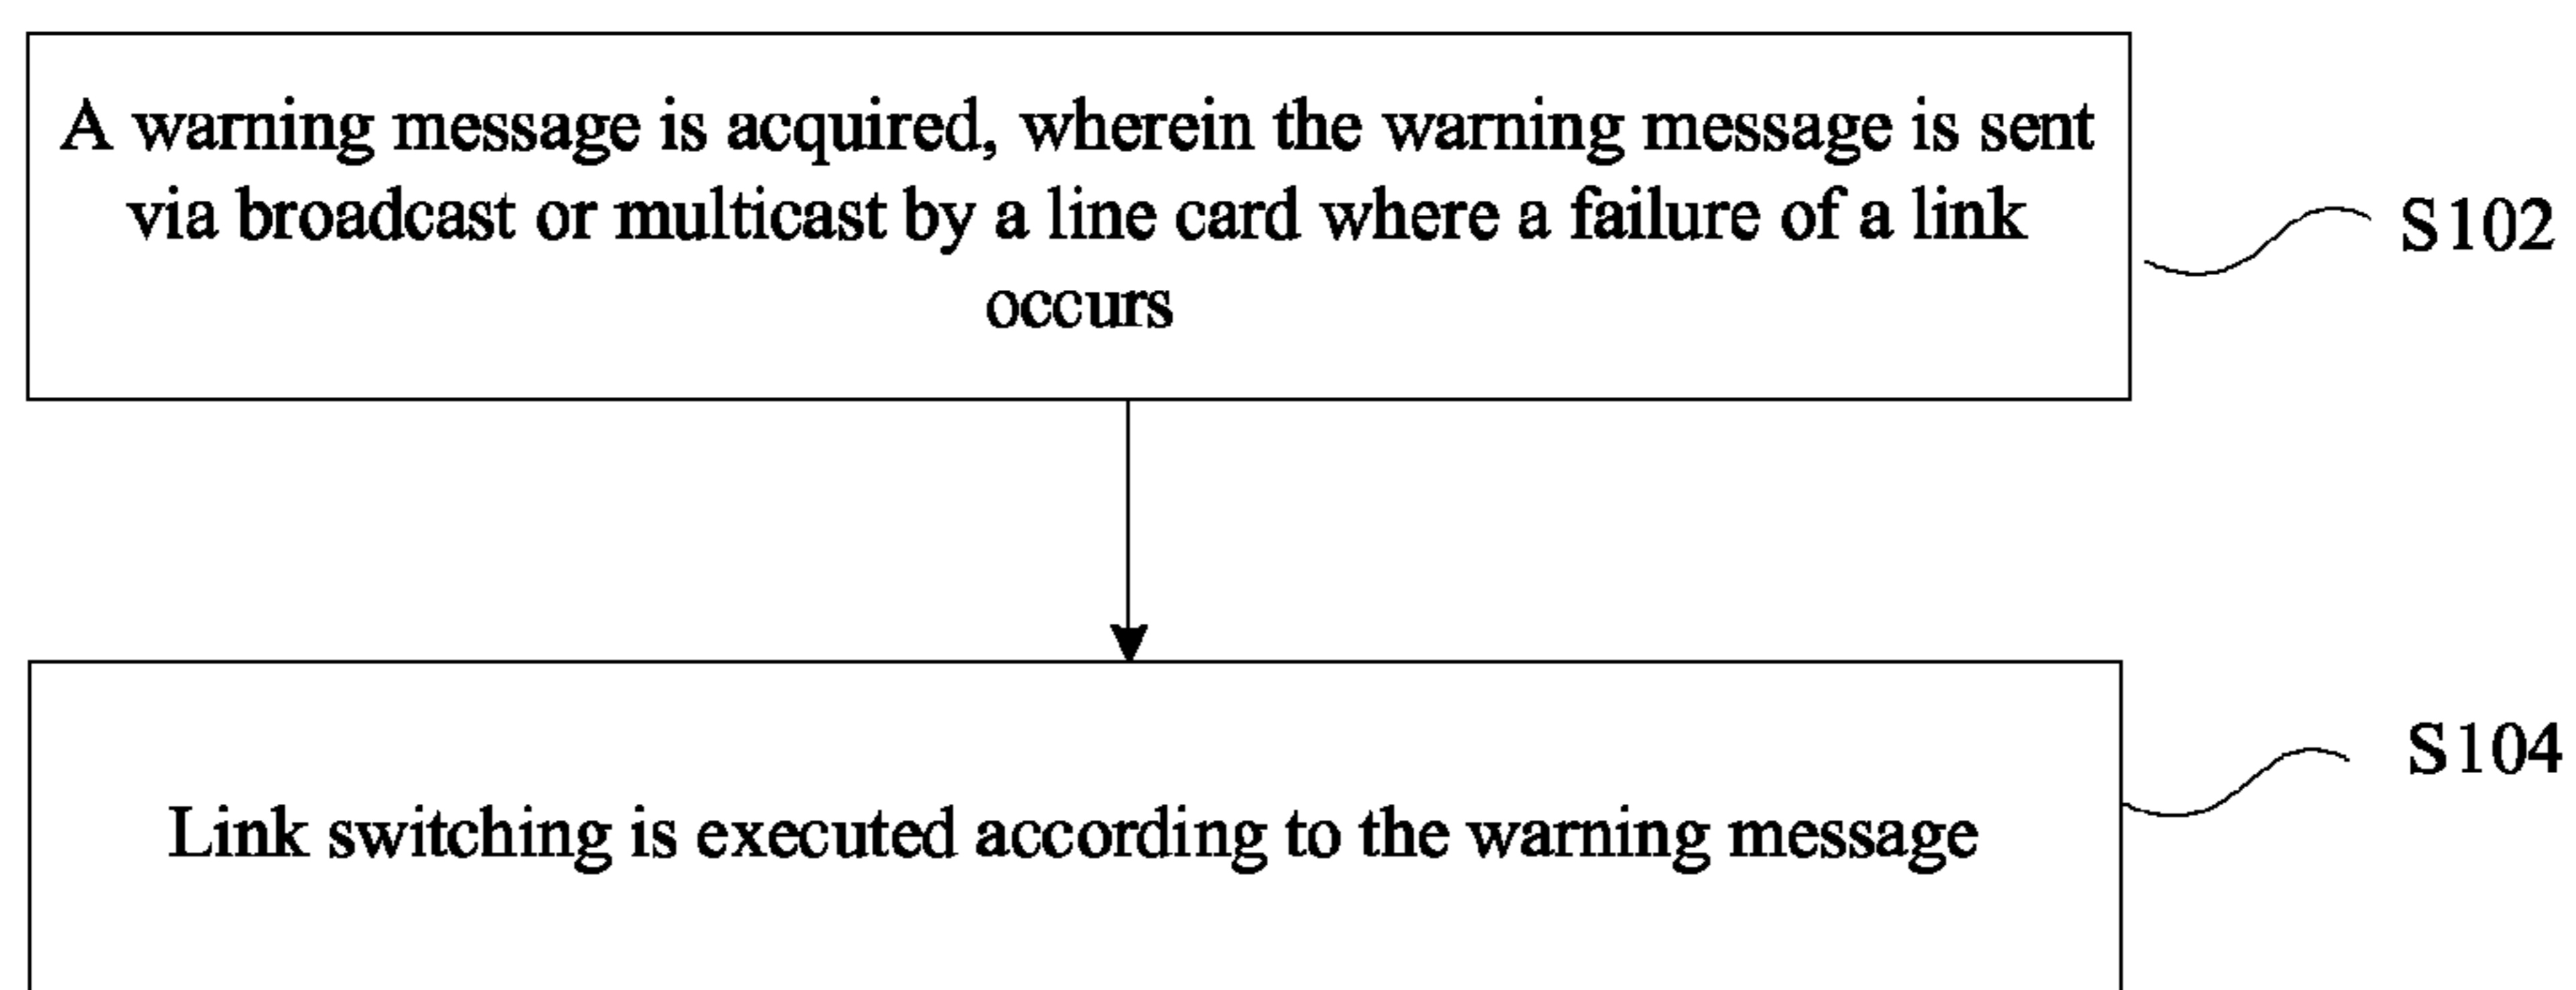 A warning message is acquired, wherein the warning message is sent
via broadcast or multicast by a line card where a failure of a link
occurs
S102
Link switching is executed according to the warning message
S104